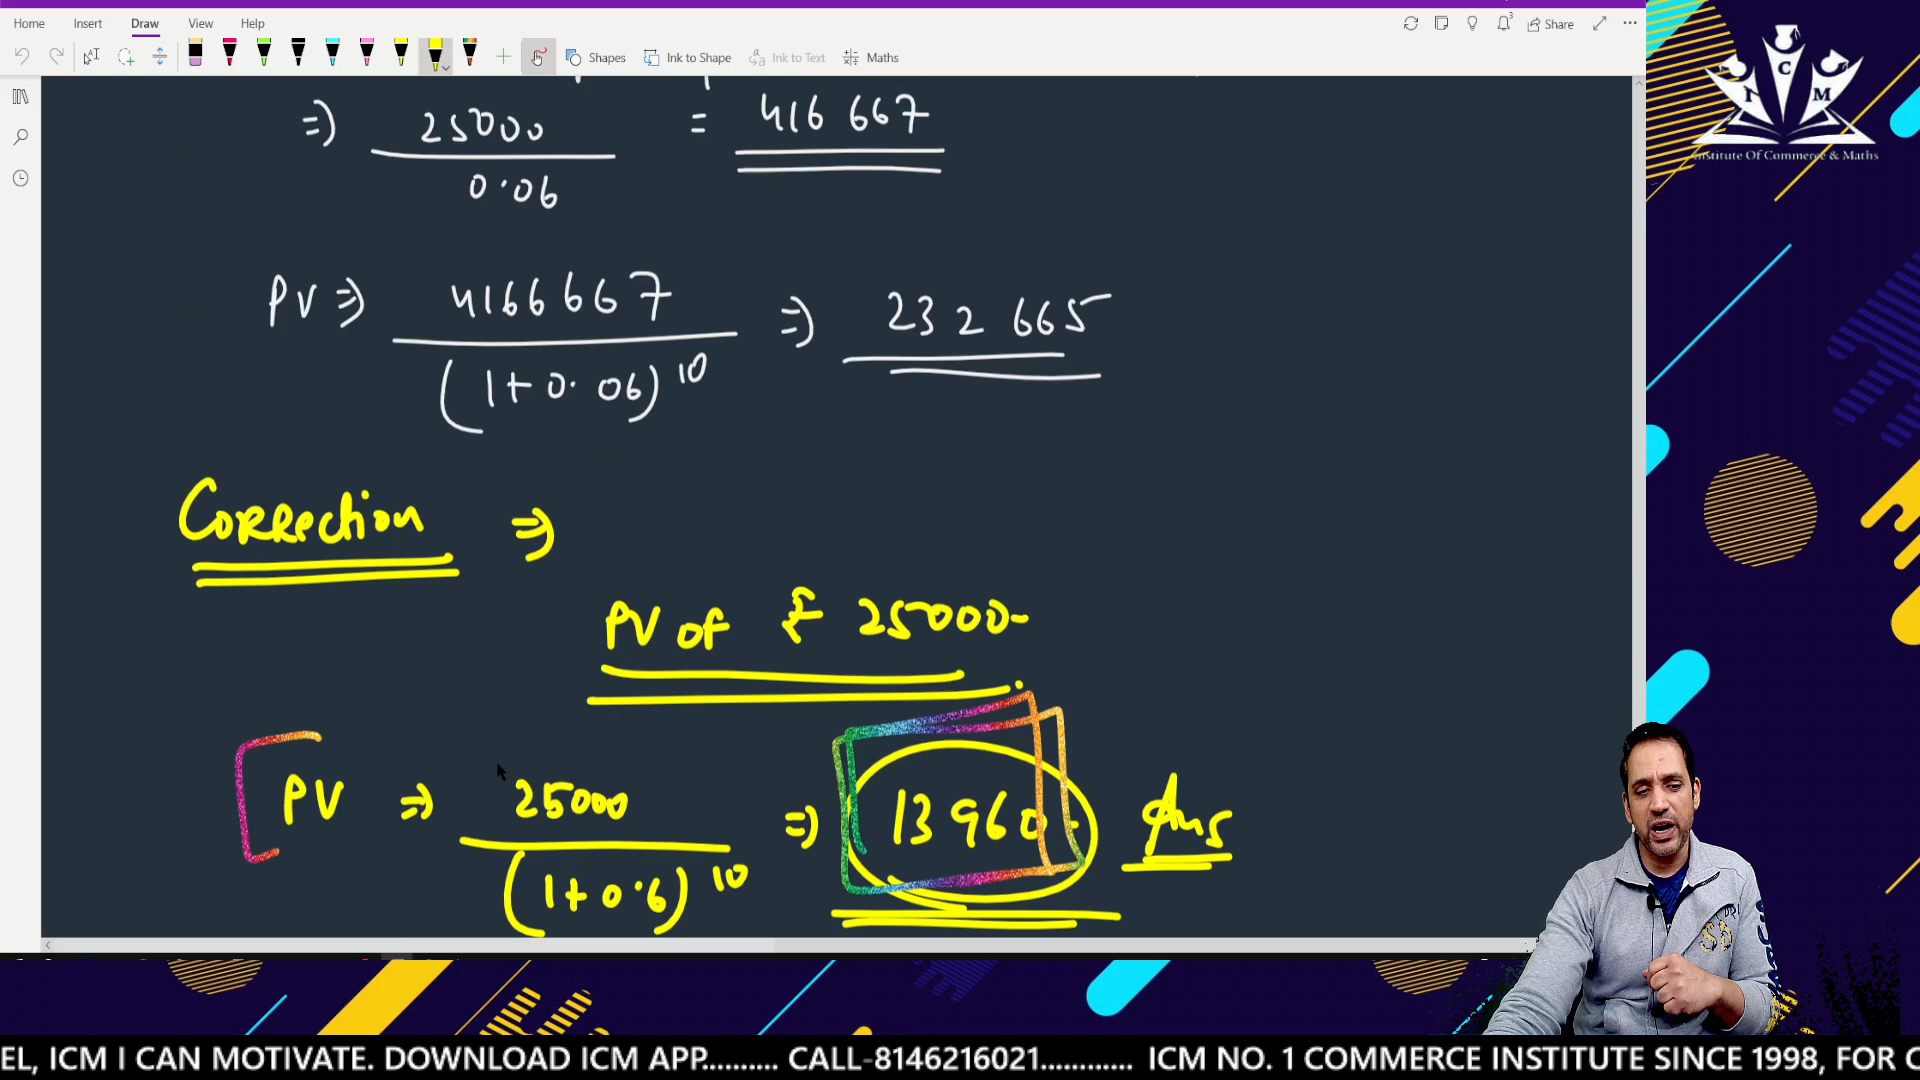 Home Insert Draw View Help
3 Share
Shapes Ink to Shape Ink to Text Maths
I C M
Institute Of Commerce & Maths
=) 25000 = 416 667
0.06
PV => 4166667 => 232 665
(1+0.06)^10
Correction =>
PV of ₹ 25000-
PV => 25000 => 13960- Ans
(1+0.6)^10
EL, ICM I CAN MOTIVATE. DOWNLOAD ICM APP.......... CALL-8146216021............ ICM NO. 1 COMMERCE INSTITUTE SINCE 1998, FOR C